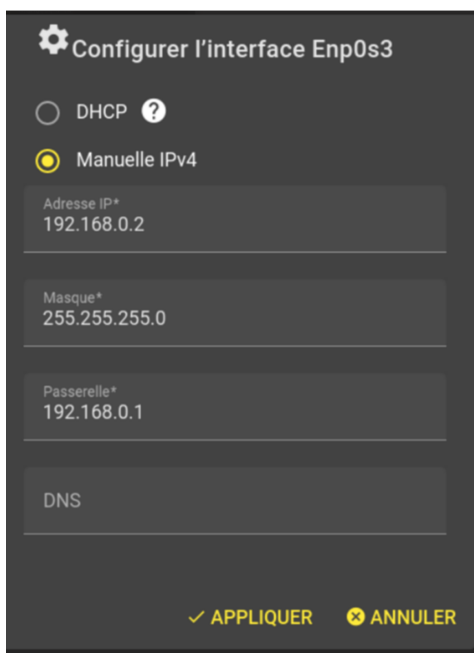 Configurer l’interface Enp0s3
DHCP ?
Manuelle IPv4
Adresse IP*
192.168.0.2
Masque*
255.255.255.0
Passerelle*
192.168.0.1
DNS
APPLIQUER ANNULER